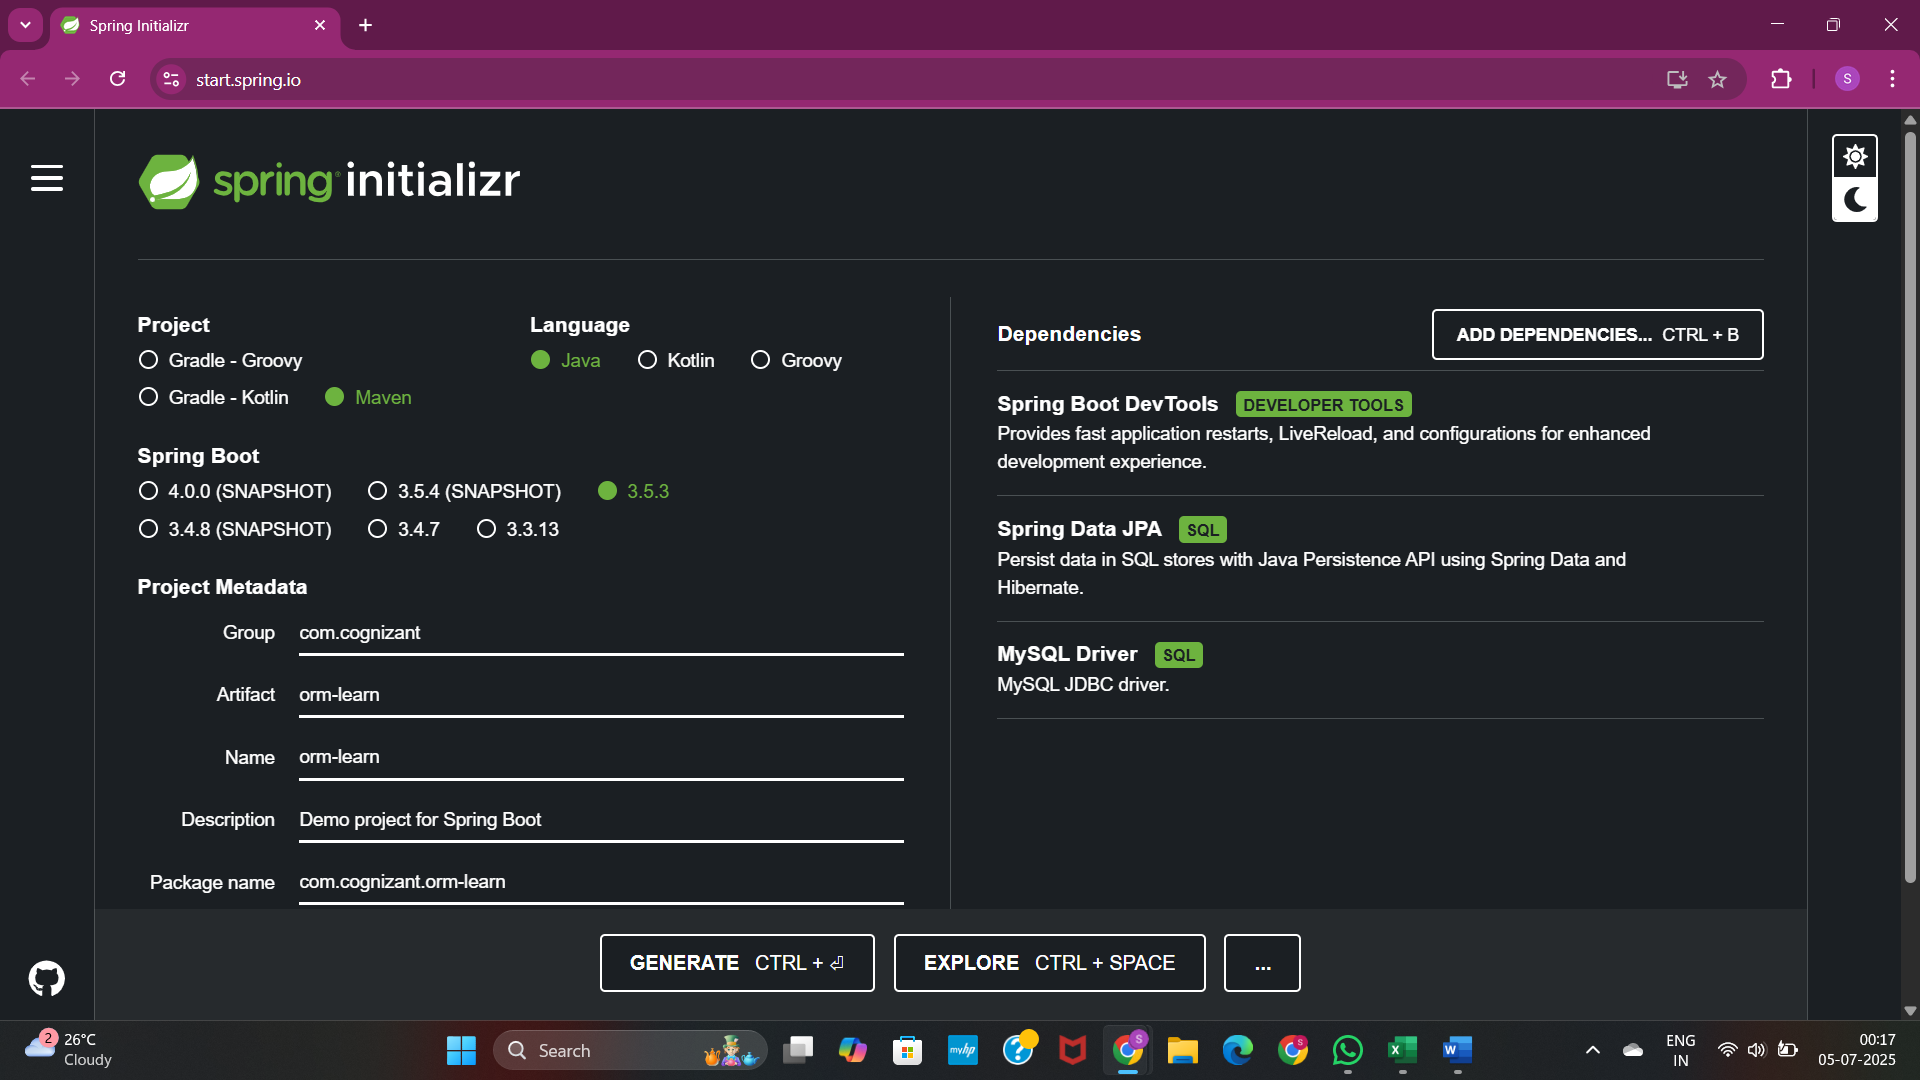 Spring Initializr
start.spring.io
S
spring initializr
Project
Gradle - Groovy
Gradle - Kotlin
Maven
Language
Java
Kotlin
Groovy
Spring Boot
4.0.0 (SNAPSHOT)
3.5.4 (SNAPSHOT)
3.5.3
3.4.8 (SNAPSHOT)
3.4.7
3.3.13
Project Metadata
Group com.cognizant
Artifact orm-learn
Name orm-learn
Description Demo project for Spring Boot
Package name com.cognizant.orm-learn
Dependencies
ADD DEPENDENCIES... CTRL + B
Spring Boot DevTools DEVELOPER TOOLS
Provides fast application restarts, LiveReload, and configurations for enhanced
development experience.
Spring Data JPA SQL
Persist data in SQL stores with Java Persistence API using Spring Data and
Hibernate.
MySQL Driver SQL
MySQL JDBC driver.
GENERATE CTRL + ⏎
EXPLORE CTRL + SPACE
...
2
26°C
Cloudy
Search
myhp
S
S
X
W
ENG
IN
00:17
05-07-2025